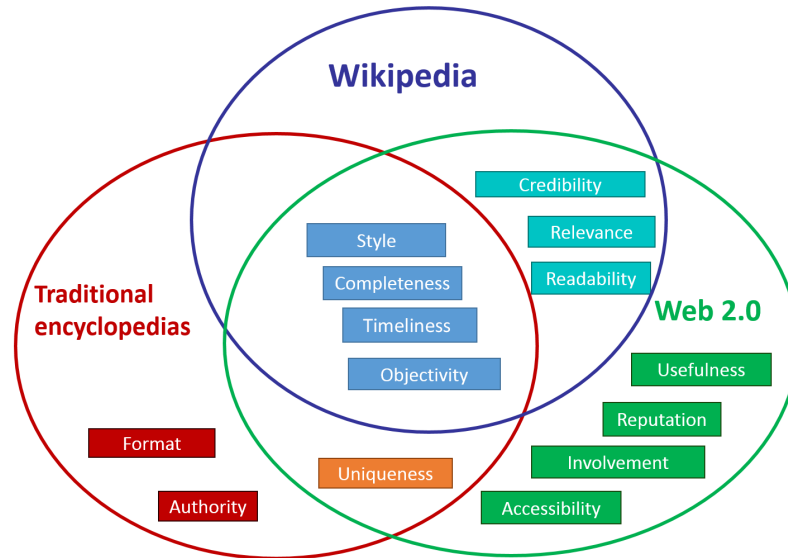 Wikipedia
Credibility
Style
Relevance
Completeness
Readability
Traditional
encyclopedias
Timeliness
Web 2.0
Objectivity
Usefulness
Reputation
Format
Uniqueness
Involvement
Authority
Accessibility